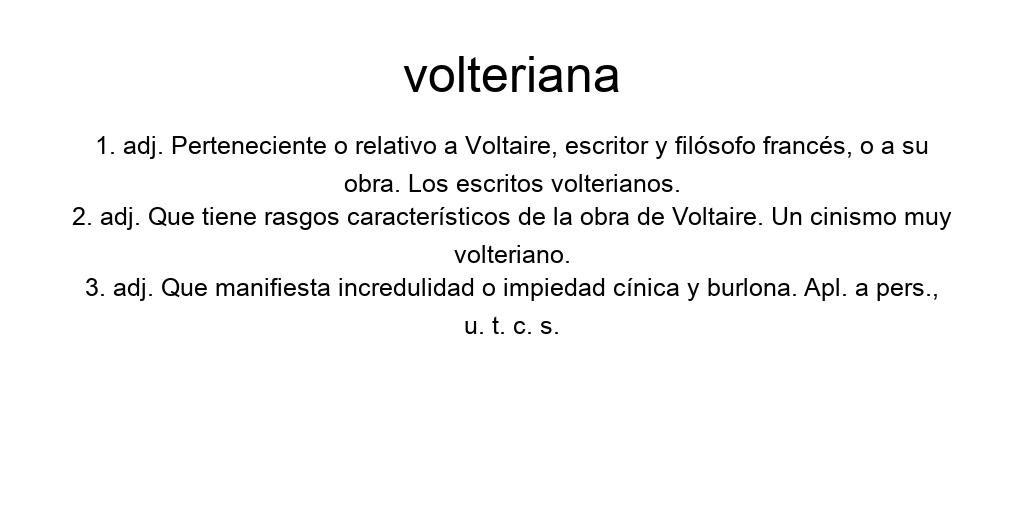 volteriana
1. adj. Perteneciente o relativo a Voltaire, escritor y filósofo francés, o a su
obra. Los escritos volterianos.
2. adj. Que tiene rasgos característicos de la obra de Voltaire. Un cinismo muy
volteriano.
3. adj. Que manifiesta incredulidad o impiedad cínica y burlona. Apl. a pers.,
u. t. c. s.